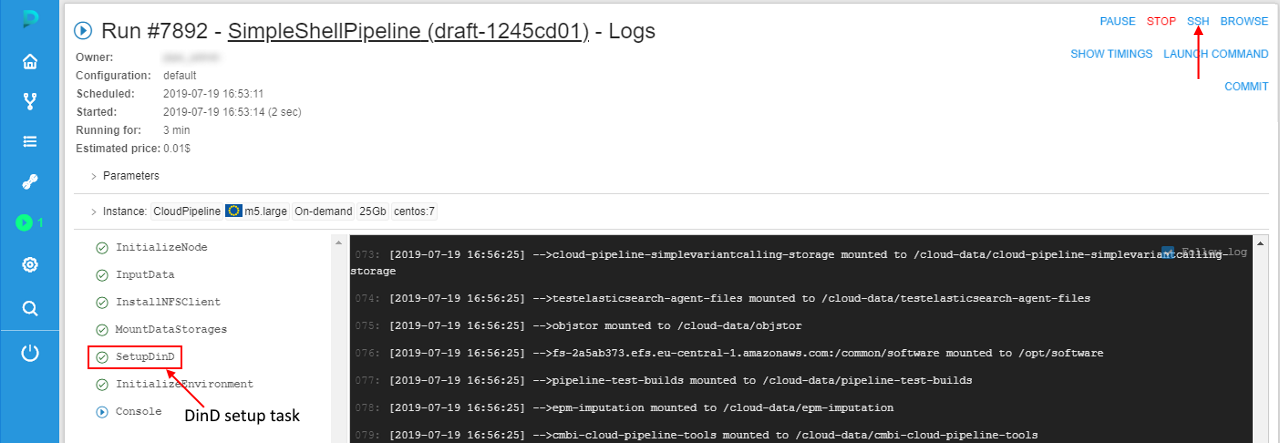 Run #7892 - SimpleShellPipeline (draft-1245cd01) - Logs
PAUSE STOP SSH BROWSE
SHOW TIMINGS LAUNCH COMMAND
COMMIT
Owner:
Configuration: default
Scheduled: 2019-07-19 16:53:11
Started: 2019-07-19 16:53:14 (2 sec)
Running for: 3 min
Estimated price: 0.01$
Parameters
Instance: CloudPipeline m5.large On-demand 25Gb centos:7
1
InitializeNode
InputData
InstallNFSClient
MountDataStorages
SetupDinD
InitializeEnvironment
Console
DinD setup task
Follow log
073: [2019-07-19 16:56:25] -->cloud-pipeline-simplevariantcalling-storage mounted to /cloud-data/cloud-pipeline-simplevariantcalling-
storage
074: [2019-07-19 16:56:25] -->testelasticsearch-agent-files mounted to /cloud-data/testelasticsearch-agent-files
075: [2019-07-19 16:56:25] -->objstor mounted to /cloud-data/objstor
076: [2019-07-19 16:56:25] -->fs-2a5ab373.efs.eu-central-1.amazonaws.com:/common/software mounted to /opt/software
077: [2019-07-19 16:56:25] -->pipeline-test-builds mounted to /cloud-data/pipeline-test-builds
078: [2019-07-19 16:56:25] -->epm-imputation mounted to /cloud-data/epm-imputation
079: [2019-07-19 16:56:25] -->cmbi-cloud-pipeline-tools mounted to /cloud-data/cmbi-cloud-pipeline-tools